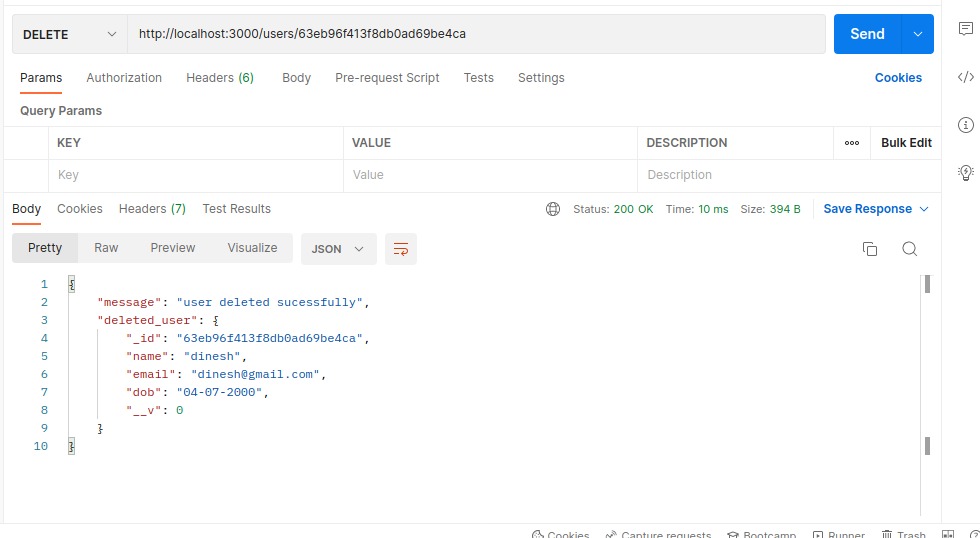 DELETE http://localhost:3000/users/63eb96f413f8db0ad69be4ca Send
Params Authorization Headers (6) Body Pre-request Script Tests Settings Cookies
Query Params
KEY VALUE DESCRIPTION Bulk Edit
Key Value Description
Body Cookies Headers (7) Test Results Status: 200 OK Time: 10 ms Size: 394 B Save Response
Pretty Raw Preview Visualize JSON
1 {
2 "message": "user deleted sucessfully",
3 "deleted_user": {
4 "_id": "63eb96f413f8db0ad69be4ca",
5 "name": "dinesh",
6 "email": "dinesh@gmail.com",
7 "dob": "04-07-2000",
8 "__v": 0
9 }
10 }
Cookies Capture requests Bootcamp Runner Trash